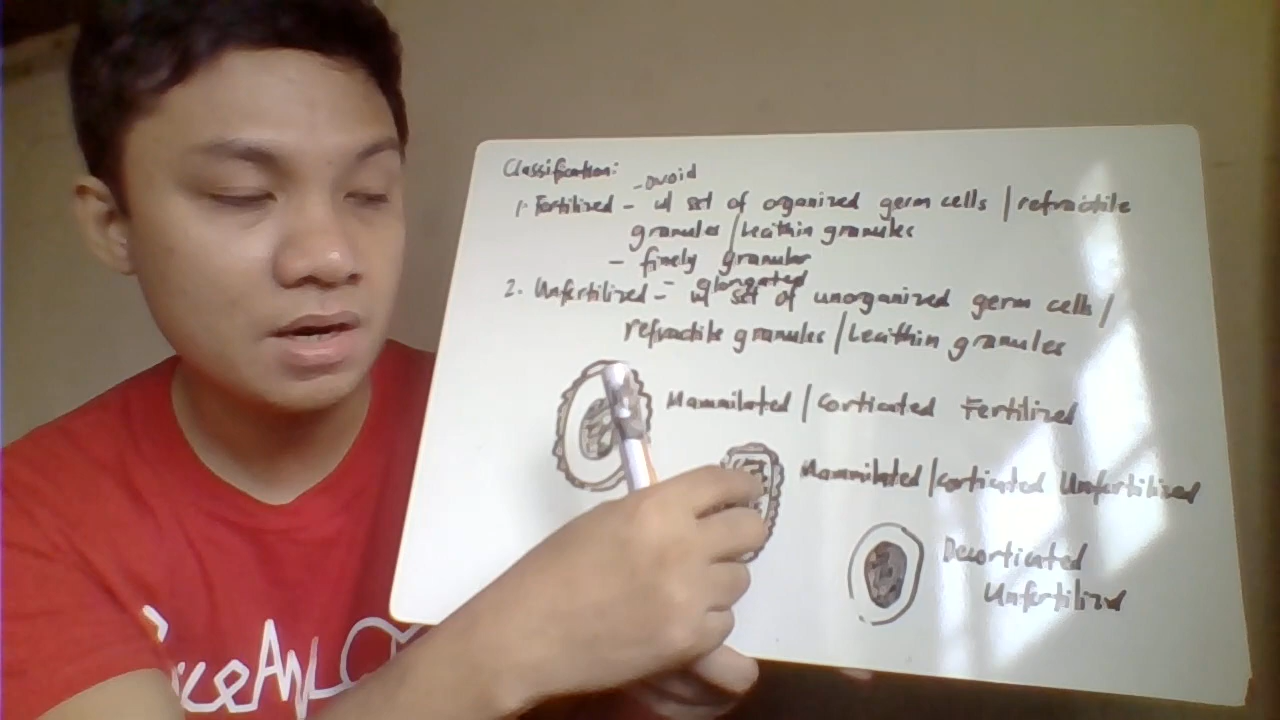 Classification:
- ovoid
1. Fertilized - w/ set of organized germ cells / refractile
granules / Lecithin granules
- finely granular
- elongated
2. Unfertilized - w/ set of unorganized germ cells /
refractile granules / Lecithin granules
Mammilated / corticated Fertilized
Mammilated / corticated Unfertilized
Decorticated
Unfertilized